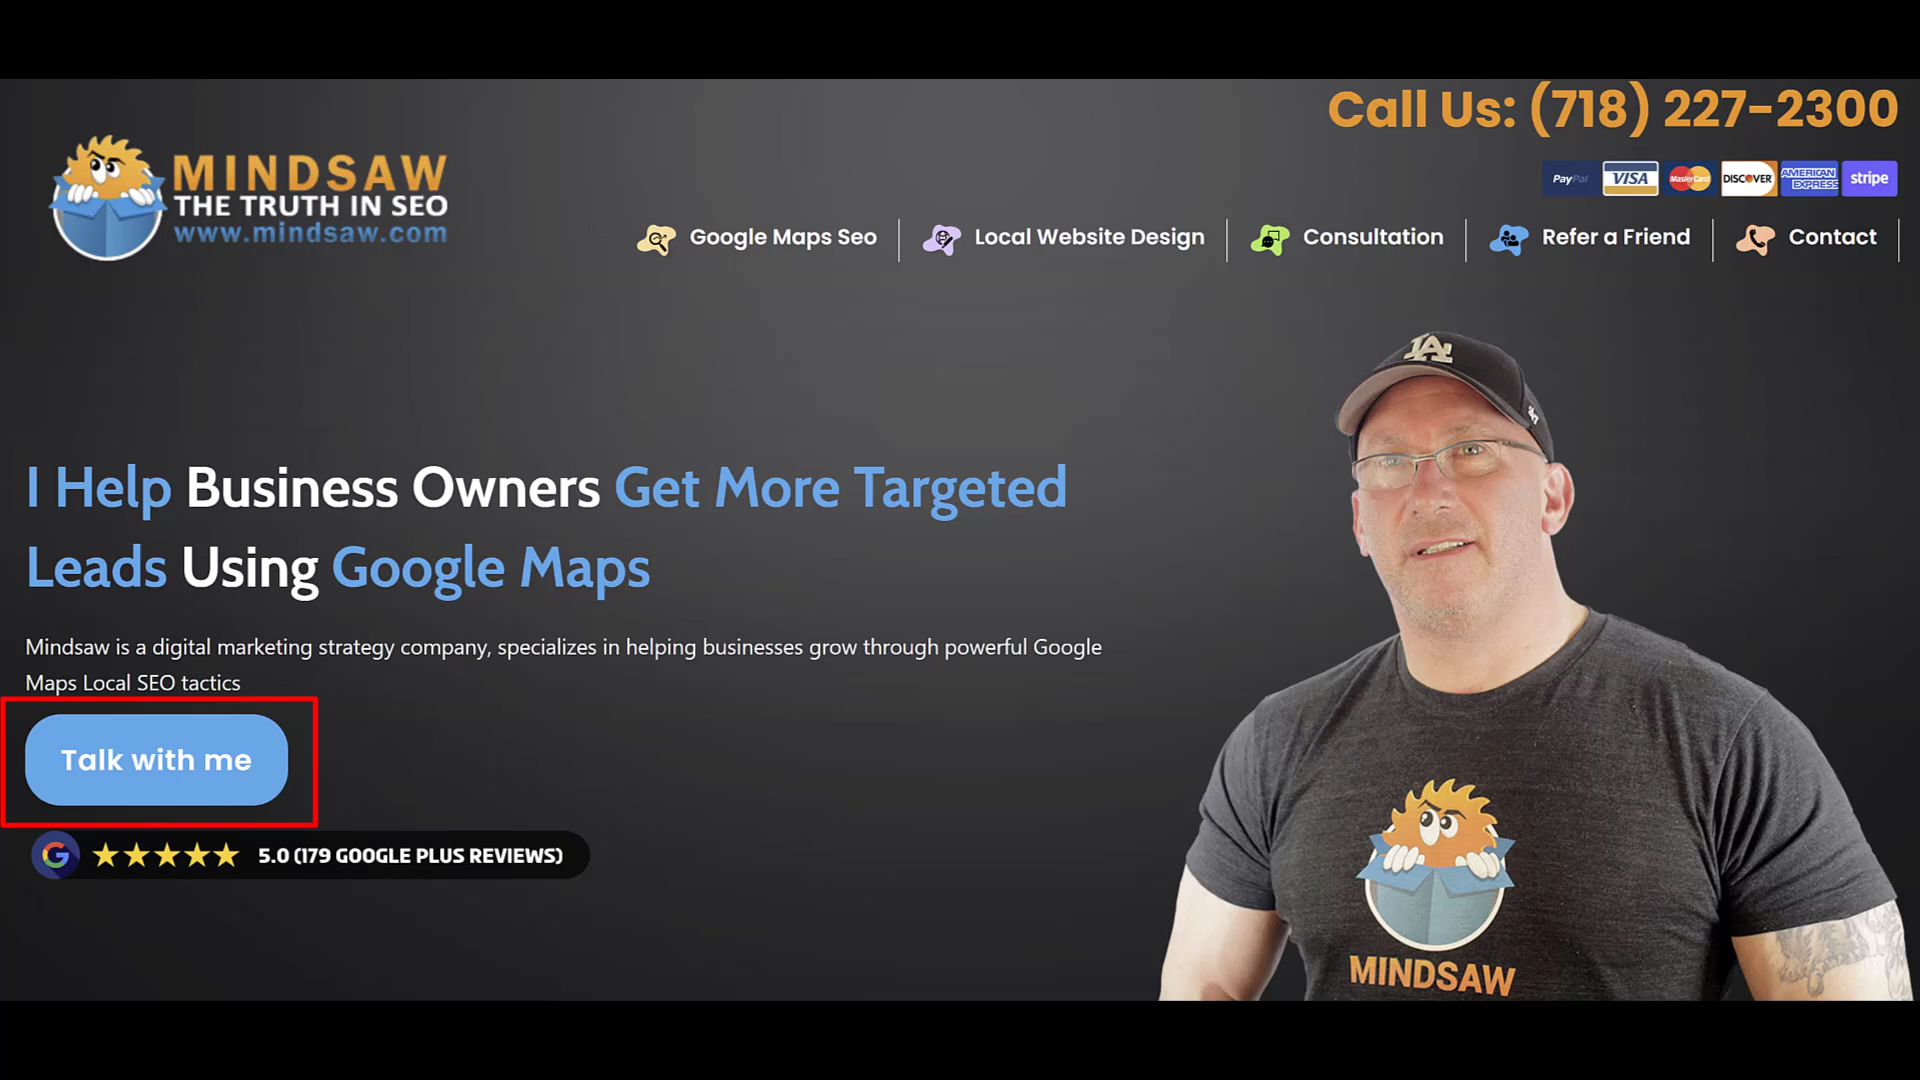 Call Us: (718) 227-2300
MINDSAW
THE TRUTH IN SEO
www.mindsaw.com
PayPal VISA MasterCard DISCOVER AMERICAN EXPRESS stripe
Google Maps Seo
Local Website Design
Consultation
Refer a Friend
Contact
LA
I Help Business Owners Get More Targeted
Leads Using Google Maps
Mindsaw is a digital marketing strategy company, specializes in helping businesses grow through powerful Google
Maps Local SEO tactics
Talk with me
G 5.0 (179 GOOGLE PLUS REVIEWS)
MINDSAW